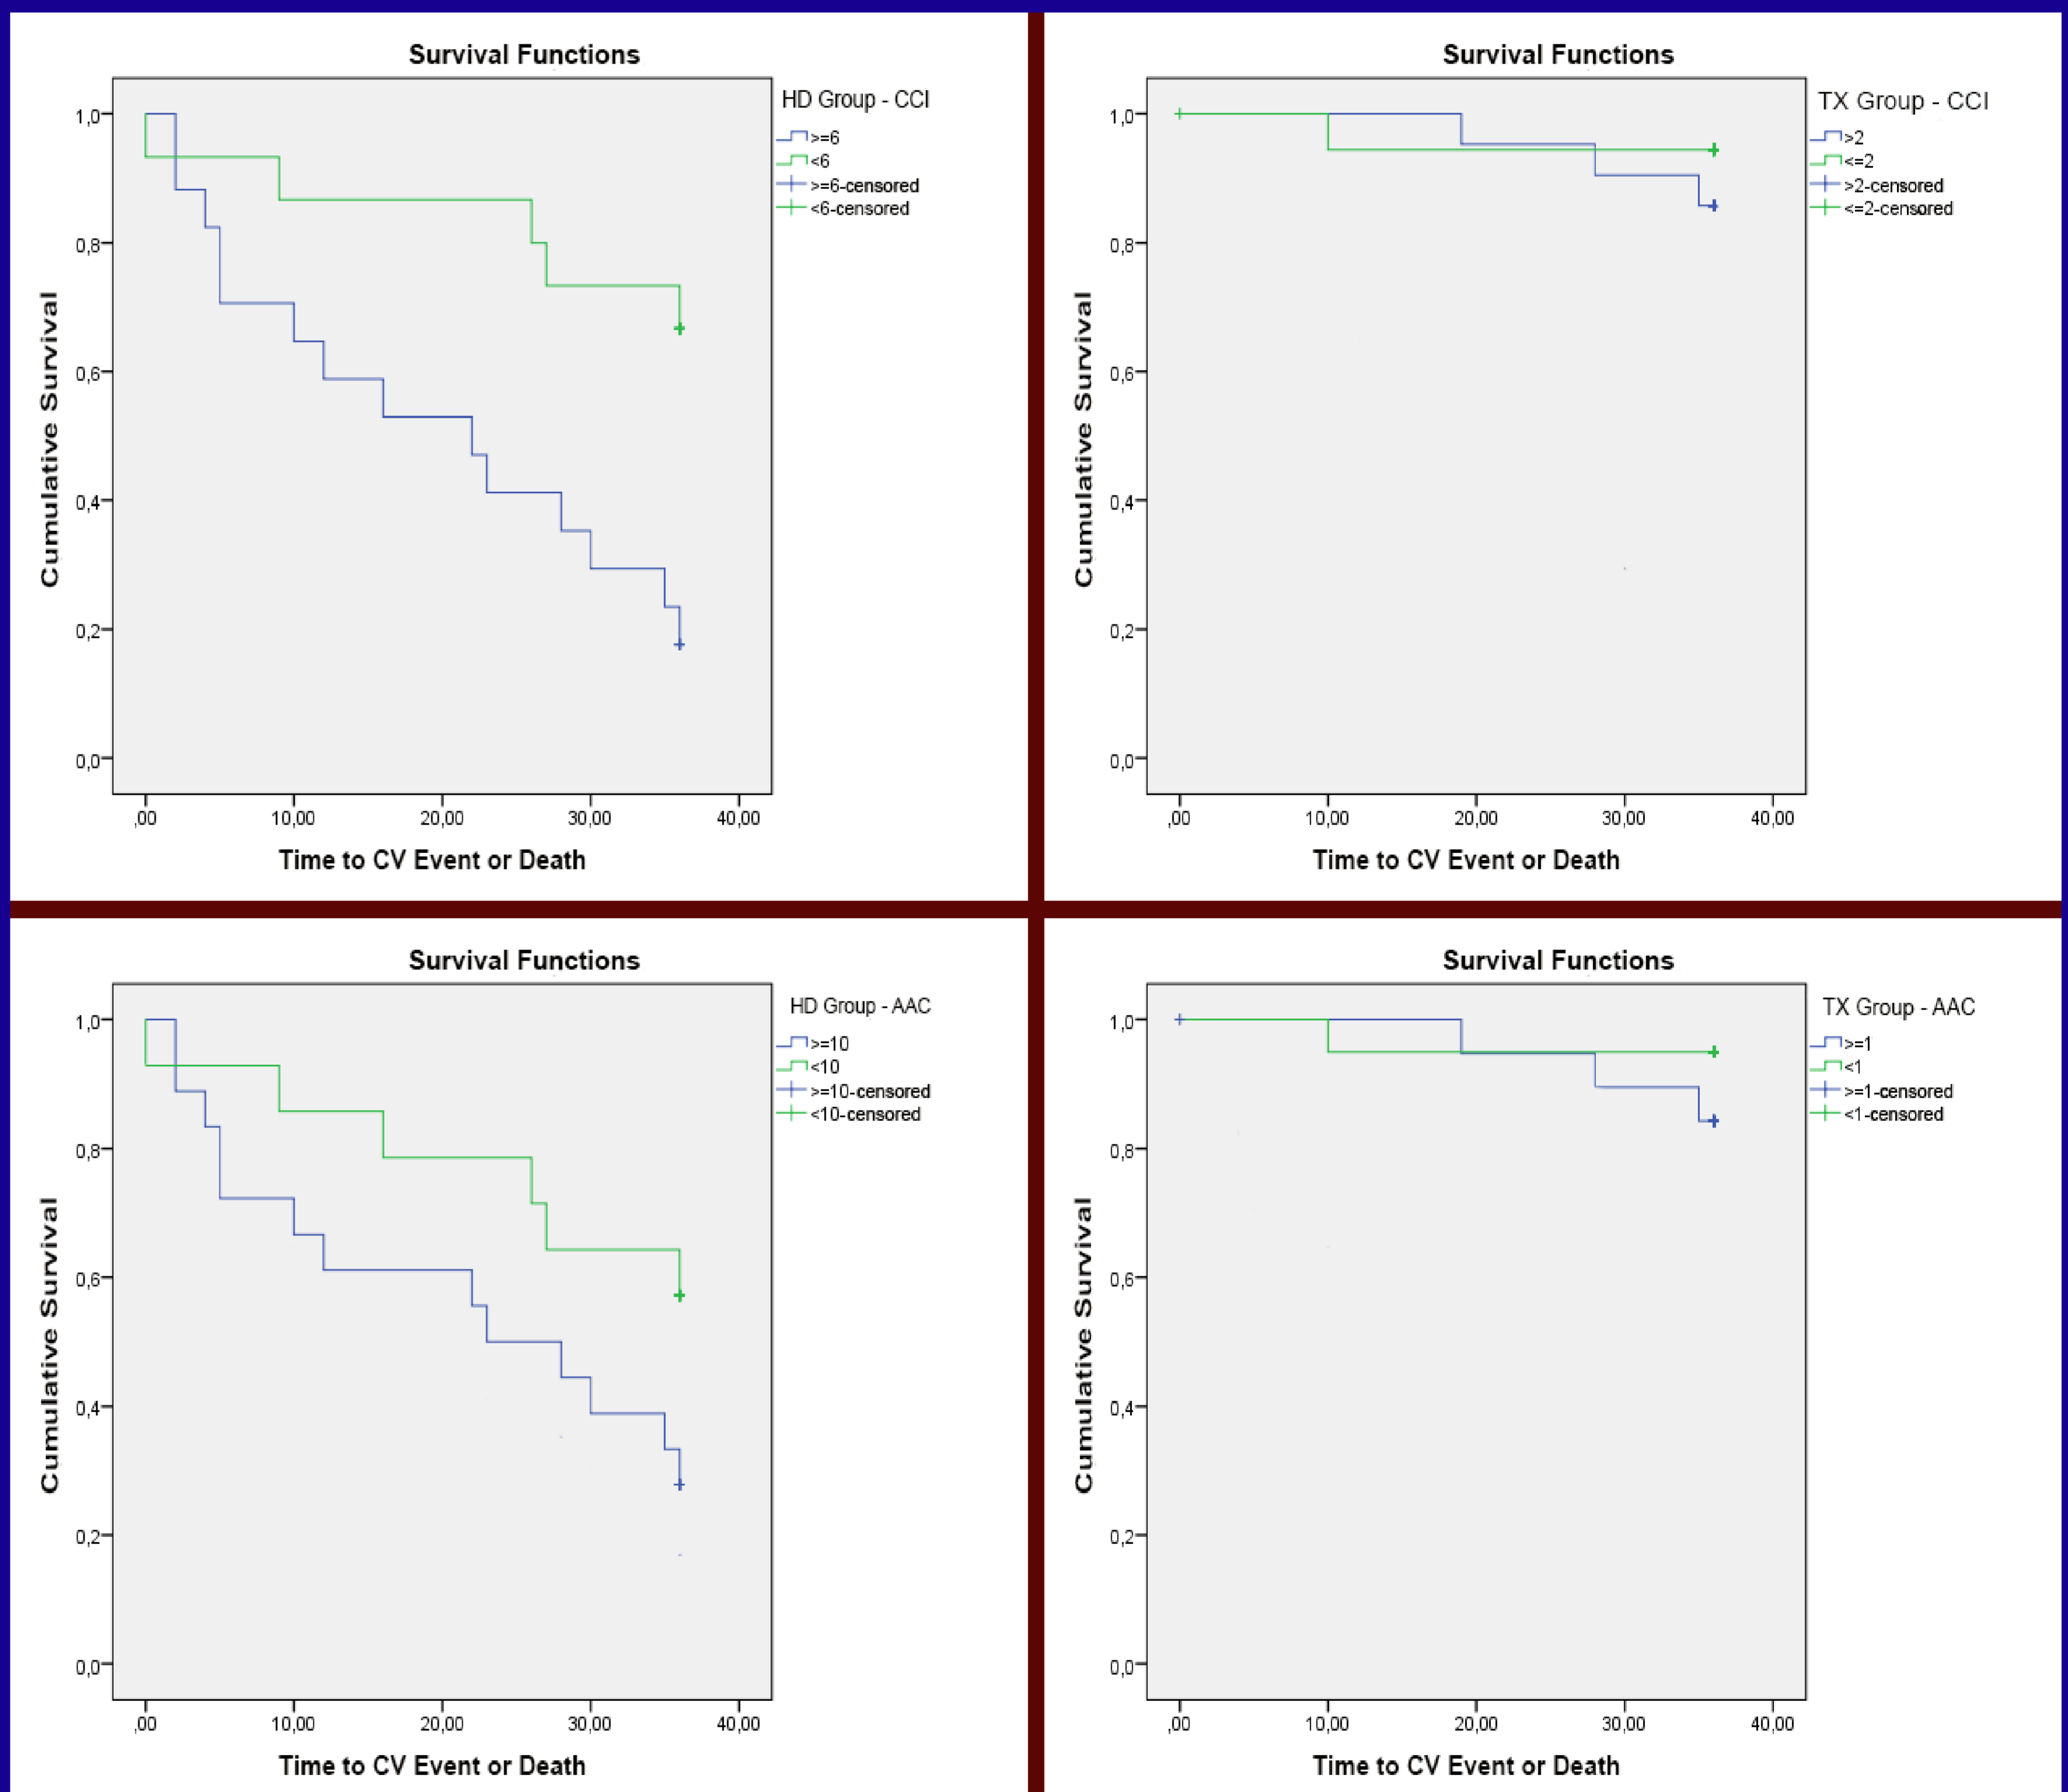 Survival Functions
HD Group - CCI
>=6
<6
>=6-censored
<6-censored
1,0
0,8
0,6
0,4
0,2
0,0
Cumulative Survival
,00 10,00 20,00 30,00 40,00
Time to CV Event or Death
Survival Functions
TX Group - CCI
>2
<=2
>2-censored
<=2-censored
1,0
0,8
0,6
0,4
0,2
0,0
Cumulative Survival
,00 10,00 20,00 30,00 40,00
Time to CV Event or Death
Survival Functions
HD Group - AAC
>=10
<10
>=10-censored
<10-censored
1,0
0,8
0,6
0,4
0,2
0,0
Cumulative Survival
,00 10,00 20,00 30,00 40,00
Time to CV Event or Death
Survival Functions
TX Group - AAC
>=1
<1
>=1-censored
<1-censored
1,0
0,8
0,6
0,4
0,2
0,0
Cumulative Survival
,00 10,00 20,00 30,00 40,00
Time to CV Event or Death